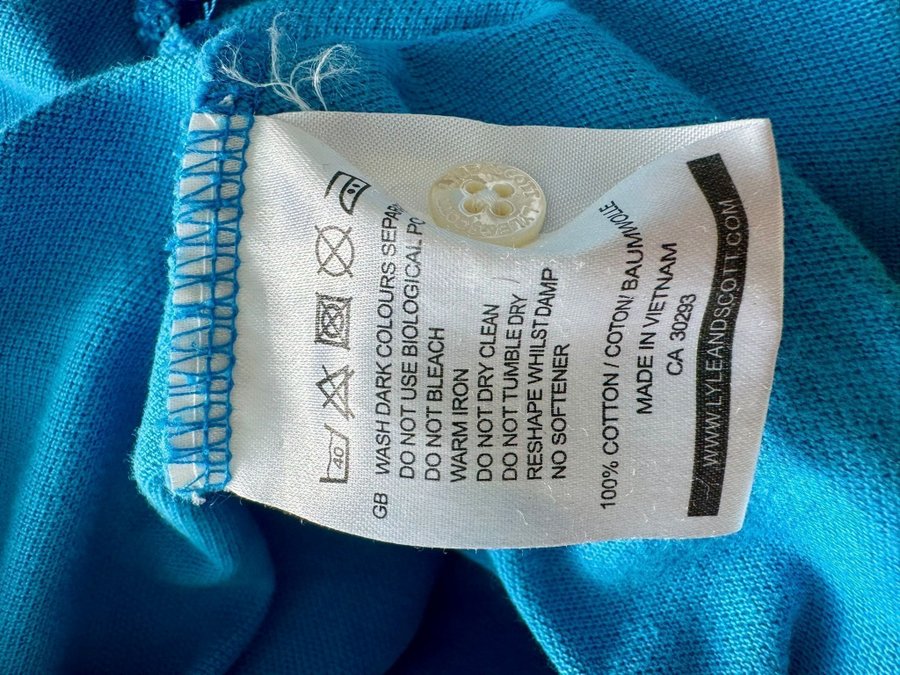 40
GB WASH DARK COLOURS SEPAR
DO NOT USE BIOLOGICAL PO
DO NOT BLEACH
WARM IRON
DO NOT DRY CLEAN
DO NOT TUMBLE DRY
RESHAPE WHILST DAMP
NO SOFTENER
100% COTTON / COTON/ BAUMWOLLE
MADE IN VIETNAM
CA 30293
WWW.LYLEANDSCOTT.COM